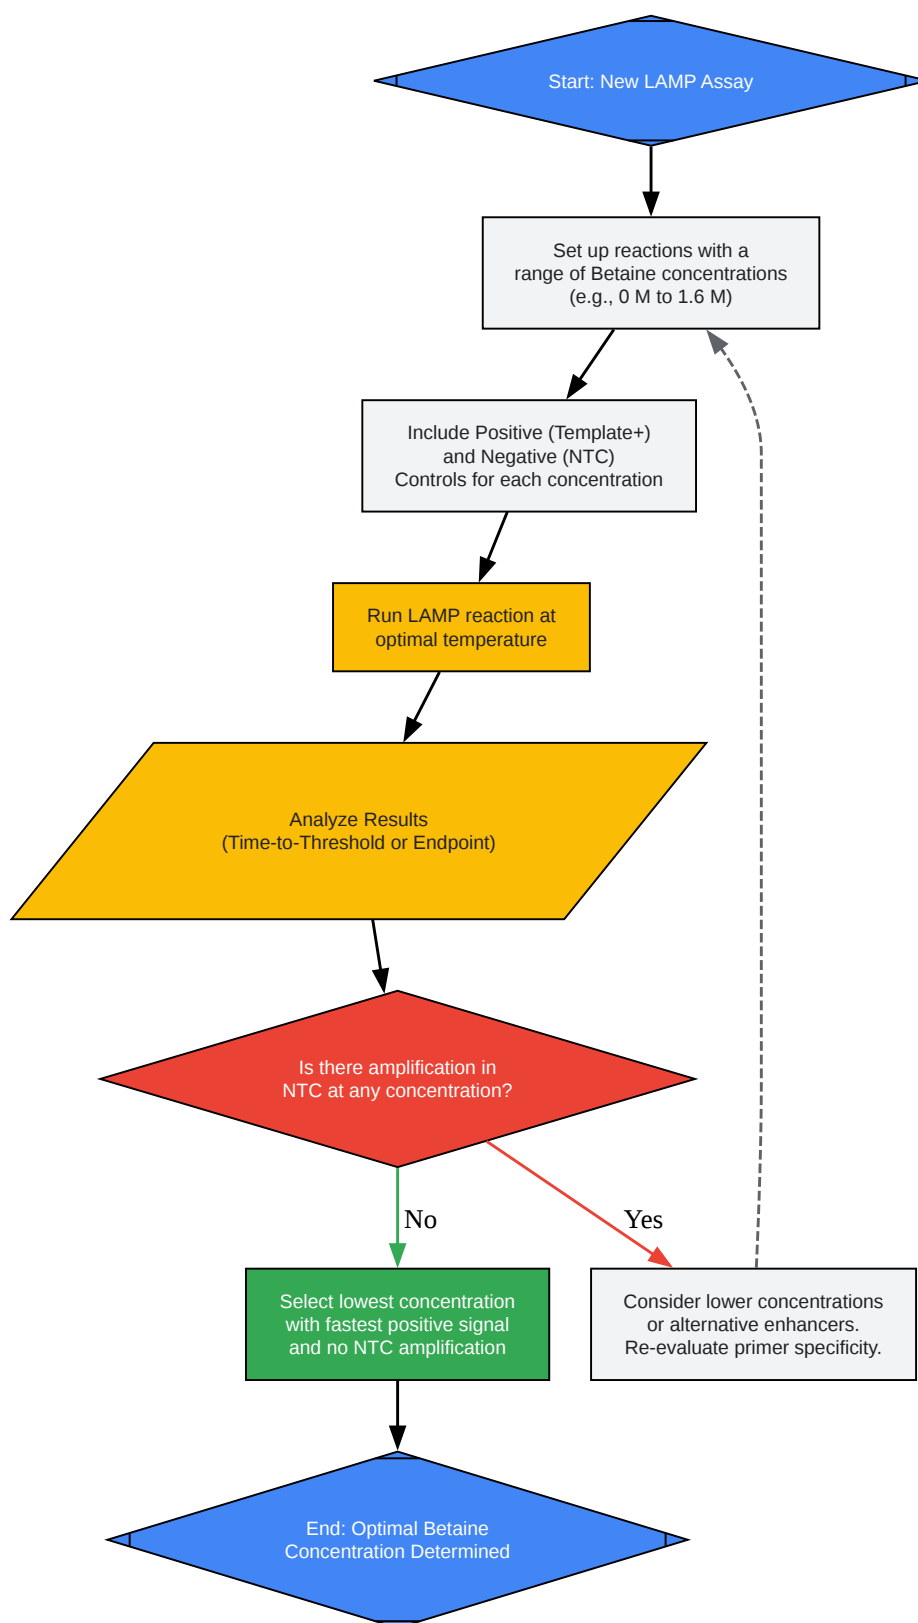 Start: New LAMP Assay
Set up reactions with a
range of Betaine concentrations
(e.g., 0 M to 1.6 M)
Include Positive (Template+)
and Negative (NTC)
Controls for each concentration
Run LAMP reaction at
optimal temperature
Analyze Results
(Time-to-Threshold or Endpoint)
Is there amplification in
NTC at any concentration?
No
Yes
Select lowest concentration
with fastest positive signal
and no NTC amplification
Consider lower concentrations
or alternative enhancers.
Re-evaluate primer specificity.
End: Optimal Betaine
Concentration Determined